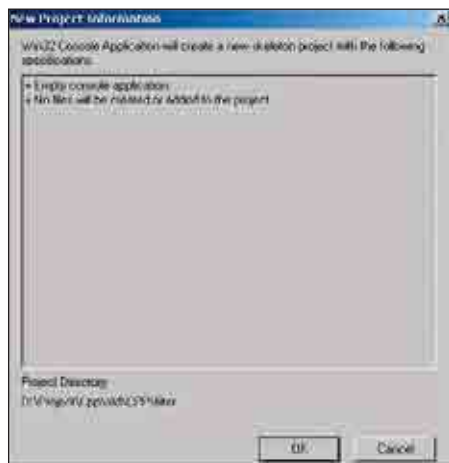 New Project Information
Win32 Console Application will create a new skeleton project with the following
specifications:
+ Empty console application
+ No files will be created or added to the project
Project Directory:
OK Cancel